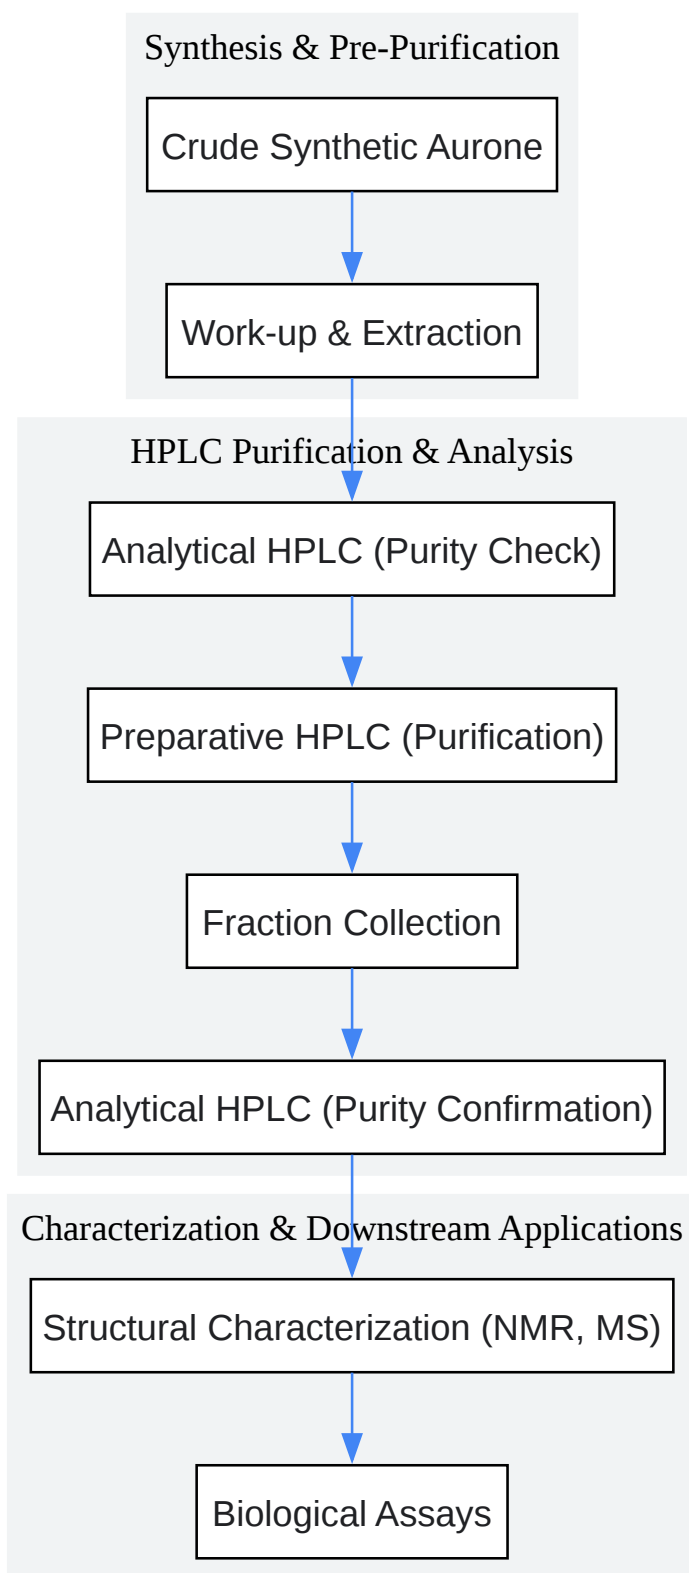 Synthesis & Pre-Purification
Crude Synthetic Aurone
Work-up & Extraction
HPLC Purification & Analysis
Analytical HPLC (Purity Check)
Preparative HPLC (Purification)
Fraction Collection
Analytical HPLC (Purity Confirmation)
Characterization & Downstream Applications
Structural Characterization (NMR, MS)
Biological Assays